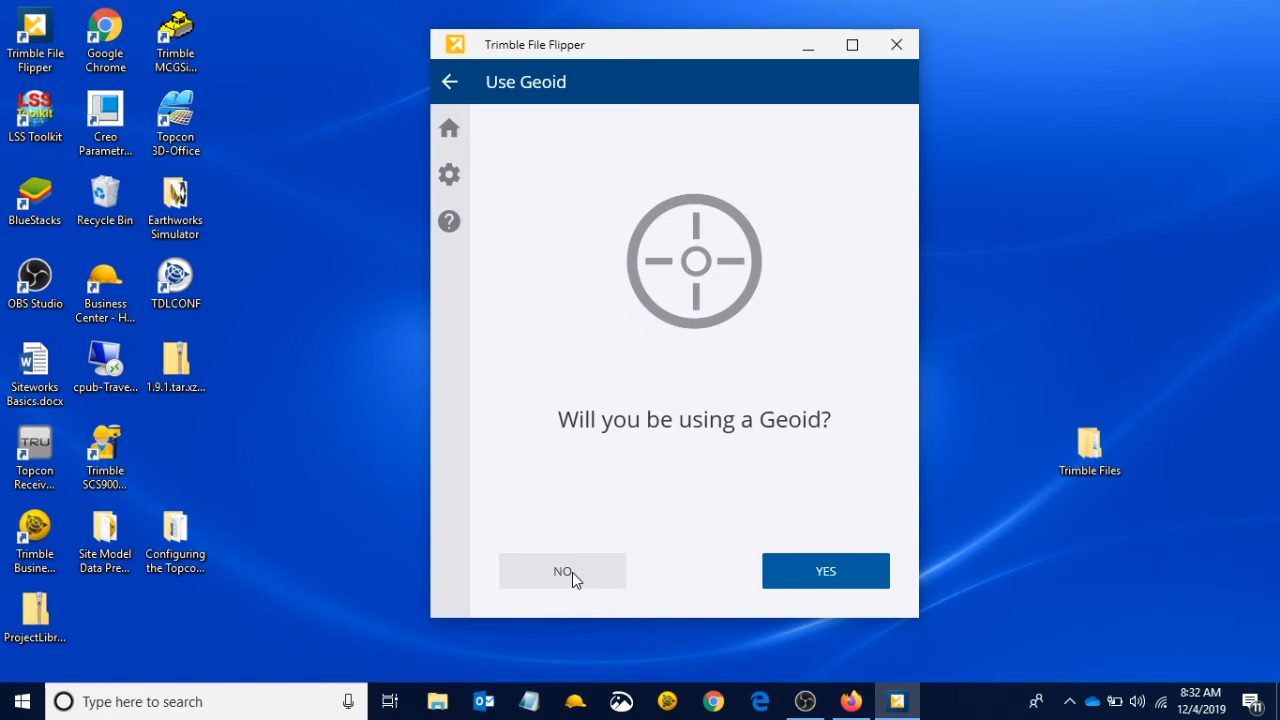 Trimble File
Flipper
Google
Chrome
Trimble
MCGSi...
LSS Toolkit
Creo
Parametr...
Topcon
3D-Office
BlueStacks
Recycle Bin
Earthworks
Simulator
OBS Studio
Business
Center - H...
TDLCONF
Siteworks
Basics.docx
cpub-Trave...
1.9.1.tar.xz...
TRU
Topcon
Receiv...
Trimble
SCS900...
Trimble
Busine...
Site Model
Data Pre...
Configuring
the Topco...
ProjectLibr...
Trimble File Flipper
Use Geoid
Will you be using a Geoid?
NO
YES
Trimble Files
Type here to search
8:32 AM
12/4/2019
11